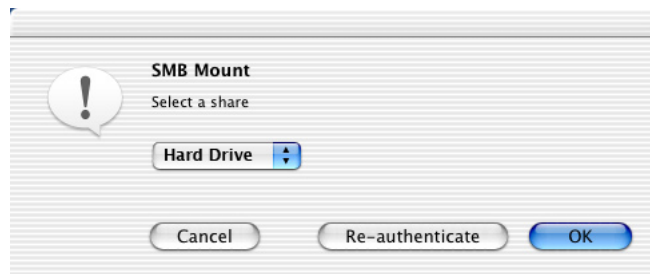 SMB Mount
Select a share
Hard Drive
Cancel Re-authenticate OK